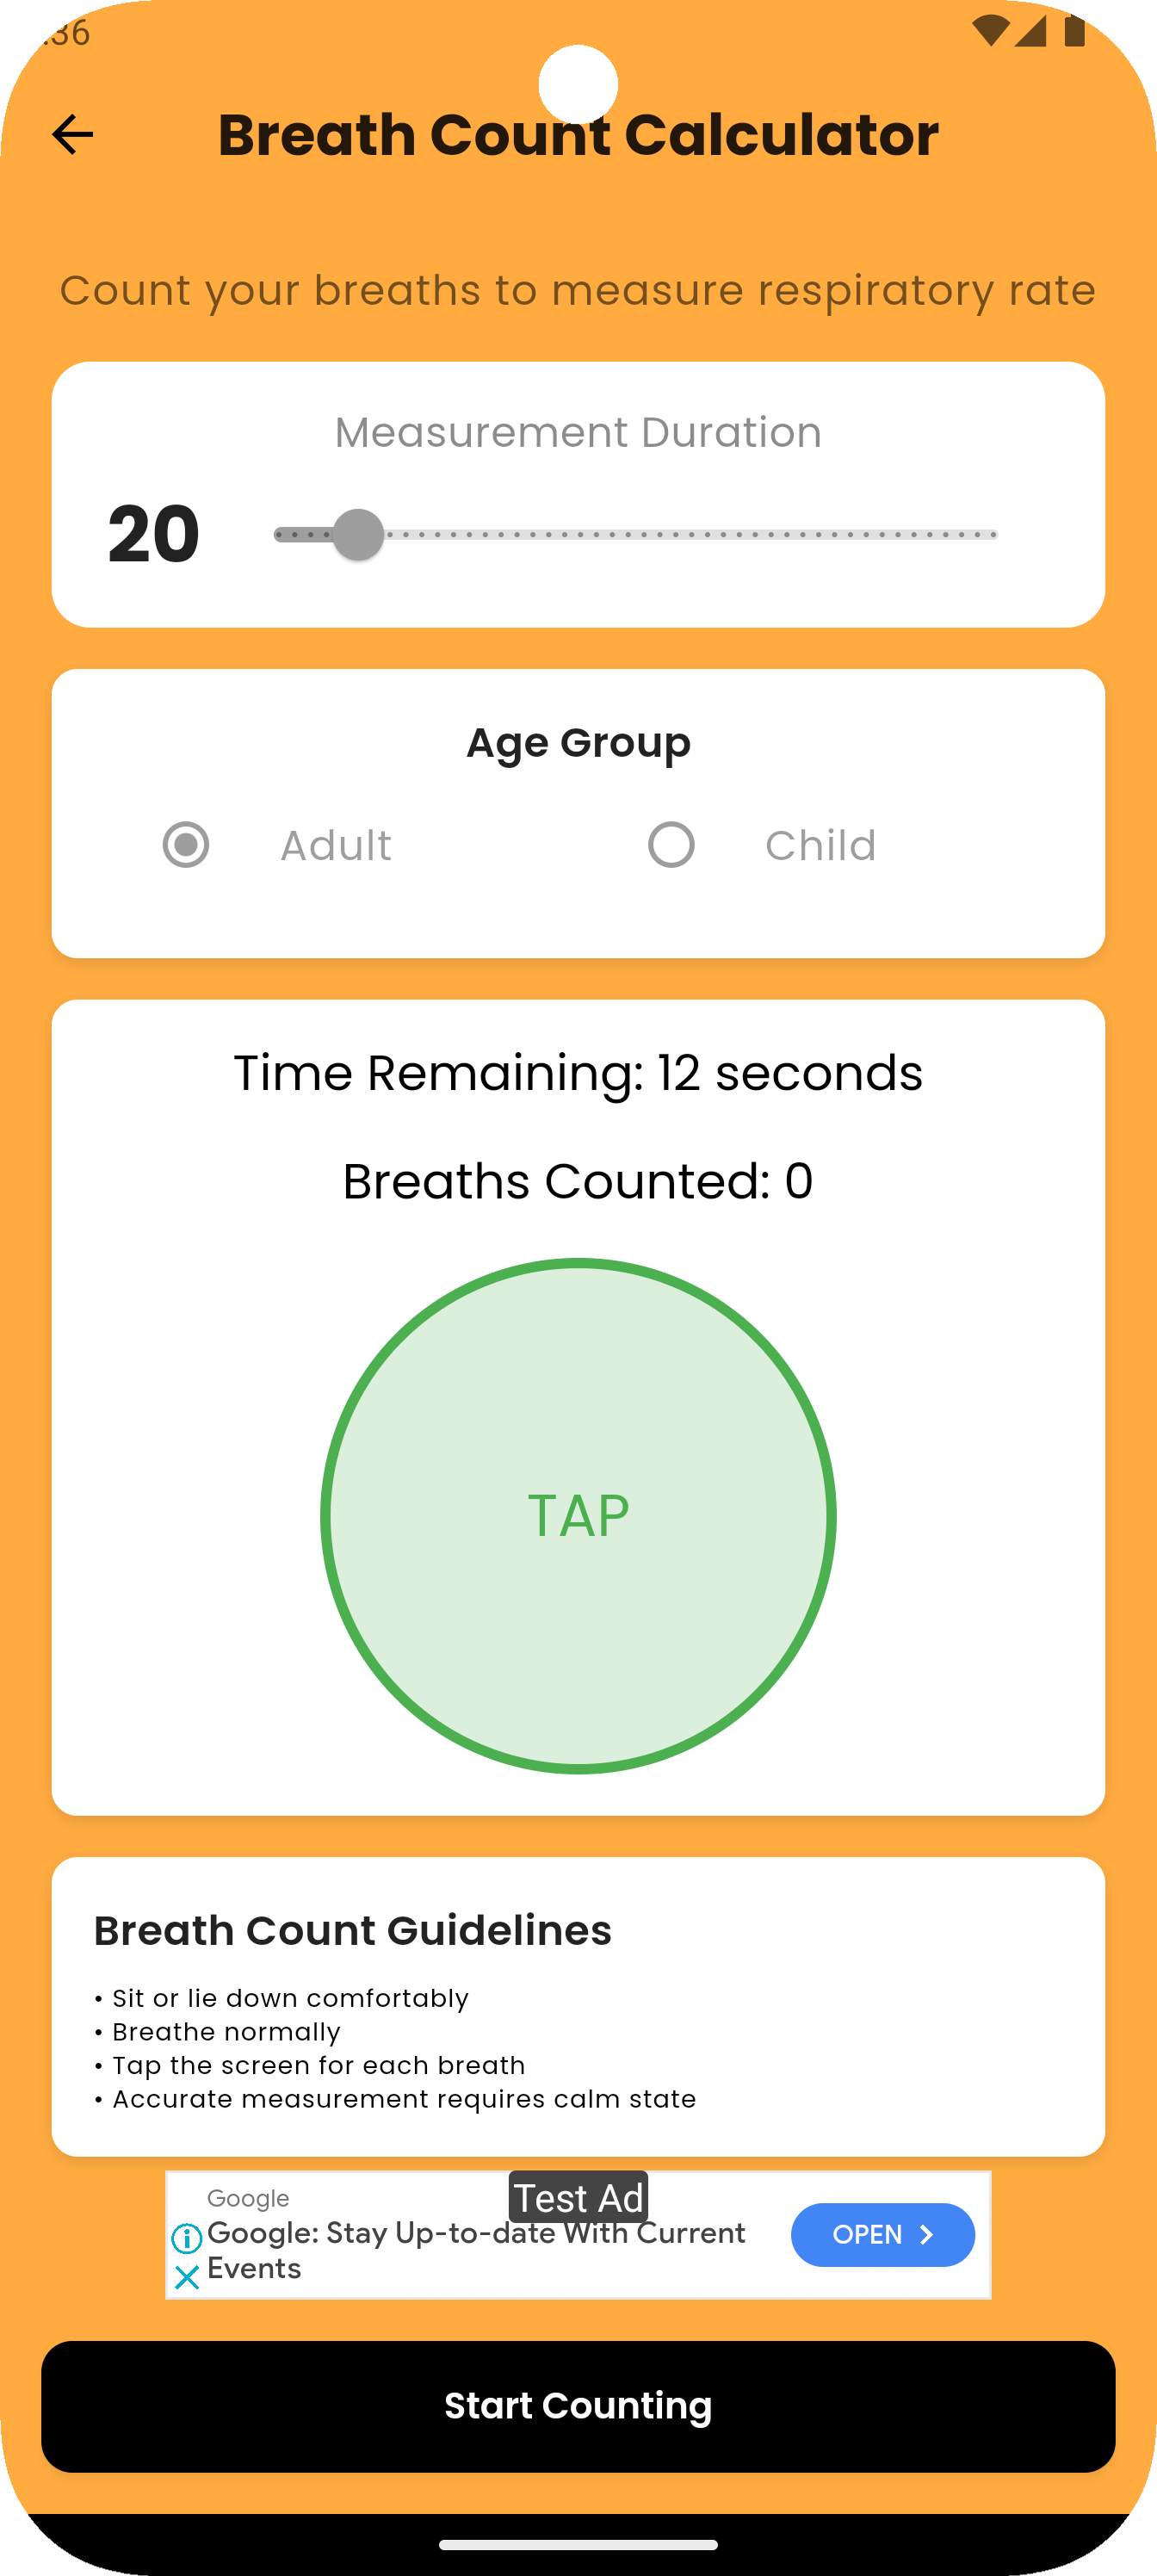 :36
Breath Count Calculator
Count your breaths to measure respiratory rate
Measurement Duration
20
Age Group
Adult
Child
Time Remaining: 12 seconds
Breaths Counted: 0
TAP
Breath Count Guidelines
• Sit or lie down comfortably
• Breathe normally
• Tap the screen for each breath
• Accurate measurement requires calm state
Test Ad
Google
Google: Stay Up-to-date With Current
Events
OPEN
Start Counting